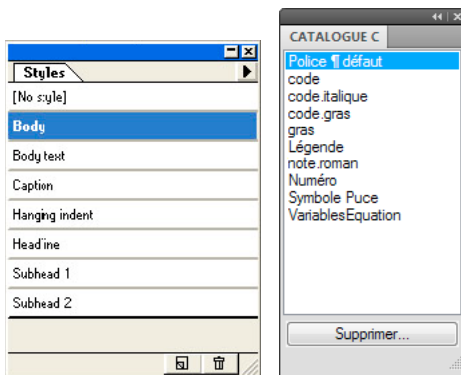 Styles
[No style]
Body
Body text
Caption
Hanging indent
Headline
Subhead 1
Subhead 2
CATALOGUE C
Police ¶ défaut
code
code.italique
code.gras
gras
Légende
note.roman
Numéro
Symbole Puce
VariablesEquation
Supprimer...